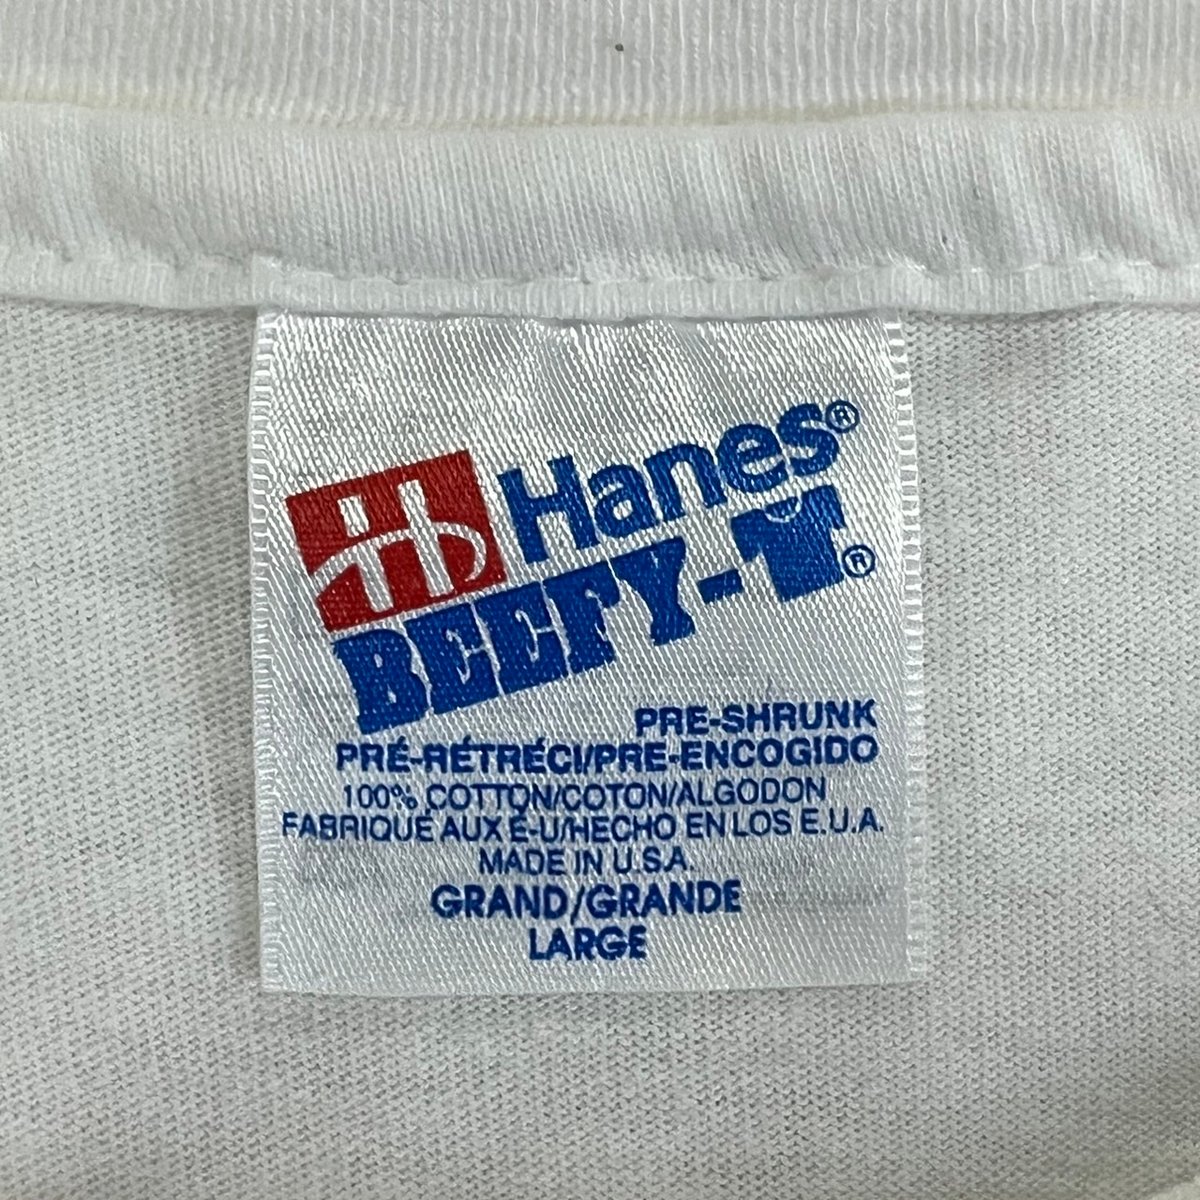 Hanes®
BEEFY-T®
PRE-SHRUNK
PRÉ-RÉTRÉCI/PRE-ENCOGIDO
100% COTTON/COTON/ALGODON
FABRIQUÉ AUX É-U/HECHO EN LOS E.U.A.
MADE IN U.S.A.
GRAND/GRANDE
LARGE